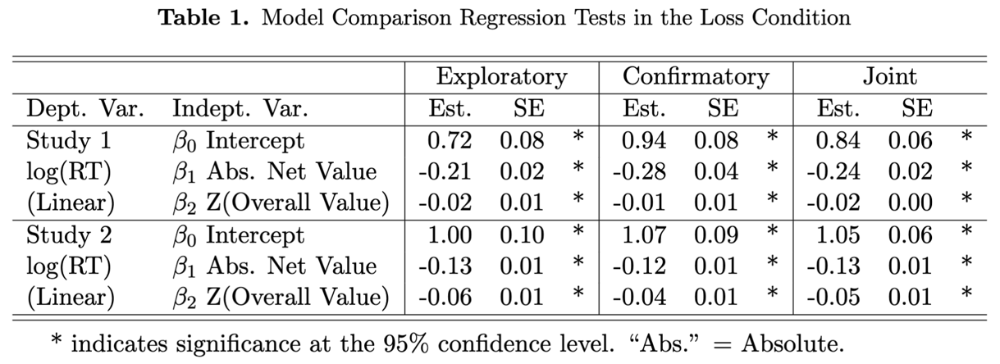 Table 1. Model Comparison Regression Tests in the Loss Condition
Exploratory Confirmatory Joint
Dept. Var. Indept. Var. Est. SE Est. SE Est. SE
Study 1 β₀ Intercept 0.72 0.08 * 0.94 0.08 * 0.84 0.06 *
log(RT) β₁ Abs. Net Value -0.21 0.02 * -0.28 0.04 * -0.24 0.02 *
(Linear) β₂ Z(Overall Value) -0.02 0.01 * -0.01 0.01 * -0.02 0.00 *
Study 2 β₀ Intercept 1.00 0.10 * 1.07 0.09 * 1.05 0.06 *
log(RT) β₁ Abs. Net Value -0.13 0.01 * -0.12 0.01 * -0.13 0.01 *
(Linear) β₂ Z(Overall Value) -0.06 0.01 * -0.04 0.01 * -0.05 0.01 *
* indicates significance at the 95% confidence level. “Abs.” = Absolute.